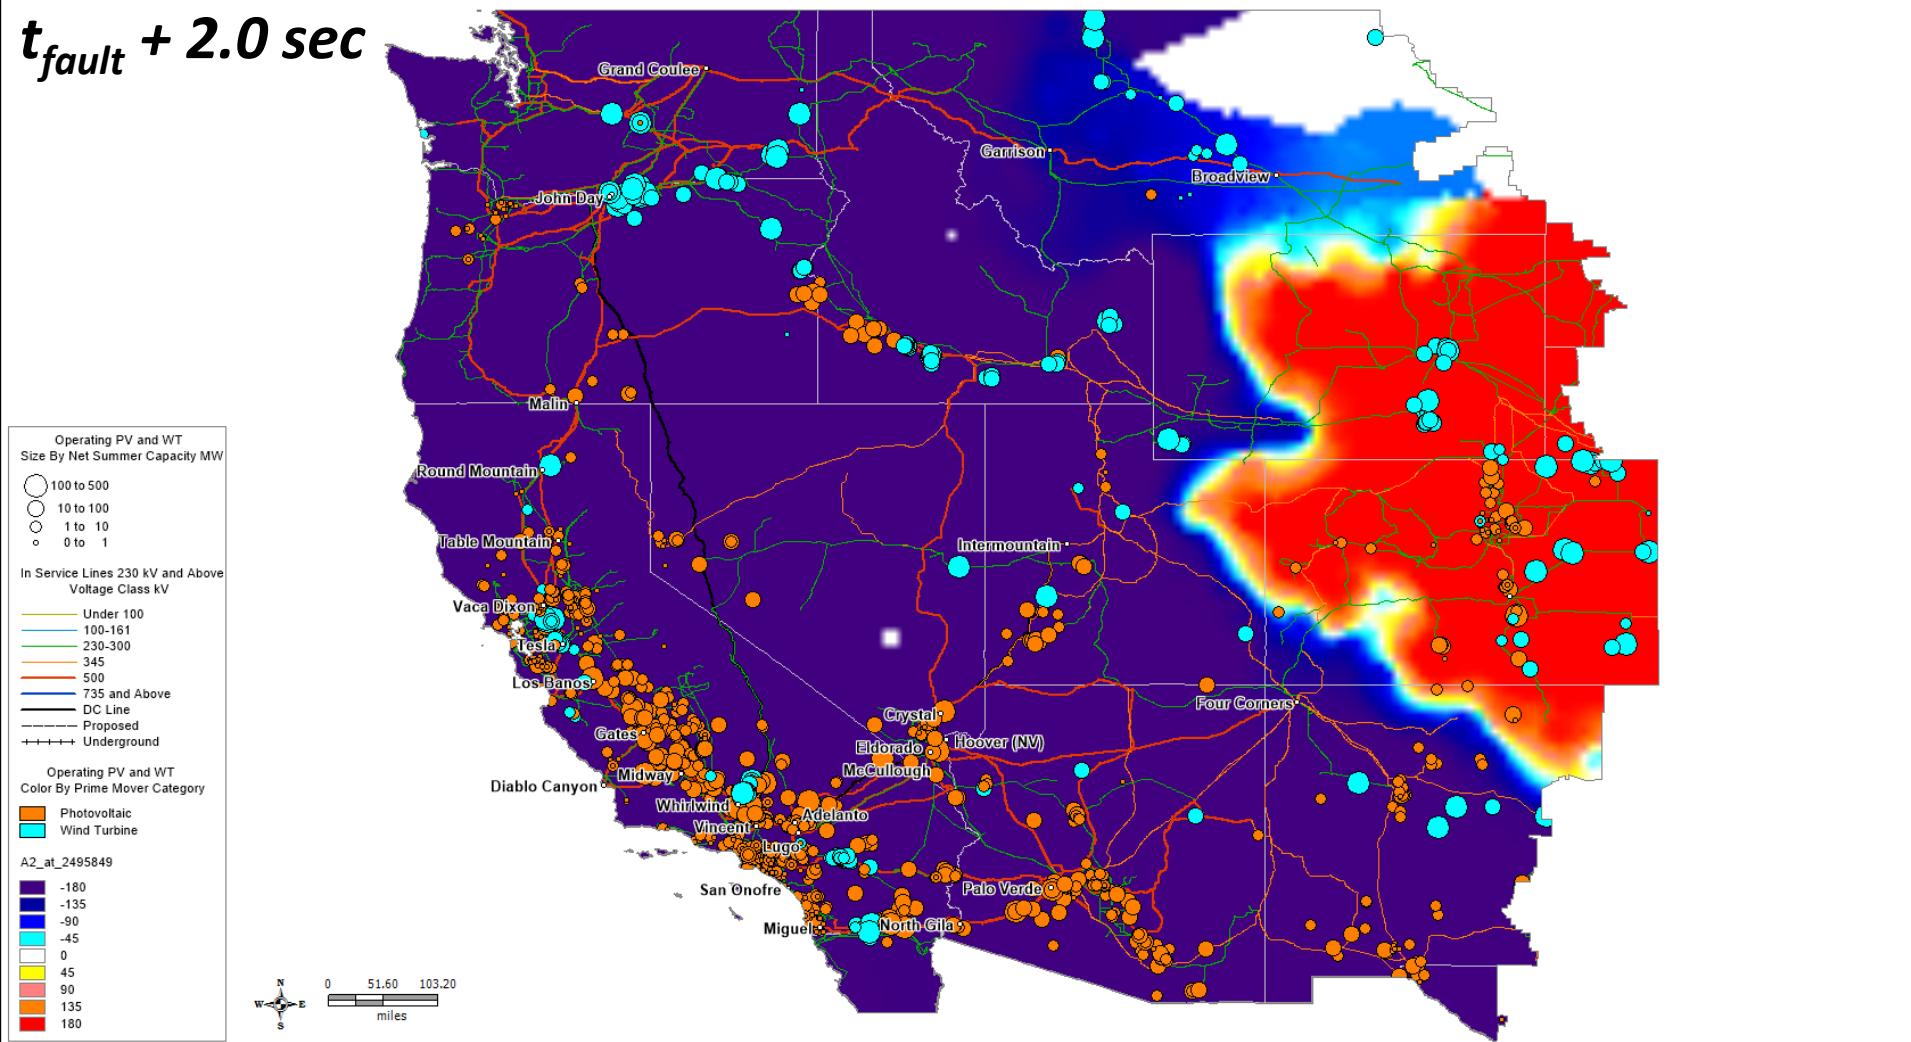 t_fault + 2.0 sec
Grand Coulee
Garrison
Broadview
John Day
Malin
Round Mountain
Table Mountain
Intermountain
Vaca Dixon
Tesla
Los Banos
Four Corners
Crystal
Gates
Hoover (NV)
Eldorado
McCullough
Midway
Diablo Canyon
Whirlwind
Adelanto
Vincent
Lugo
San Onofre
Palo Verde
Miguel
North Gila
Operating PV and WT
Size By Net Summer Capacity MW
100 to 500
10 to 100
1 to 10
0 to 1
In Service Lines 230 kV and Above
Voltage Class kV
Under 100
100-161
230-300
345
500
735 and Above
DC Line
Proposed
Underground
Operating PV and WT
Color By Prime Mover Category
Photovoltaic
Wind Turbine
A2_at_2495849
-180
-135
-90
-45
0
45
90
135
180
N
W E
S
0 51.60 103.20
miles